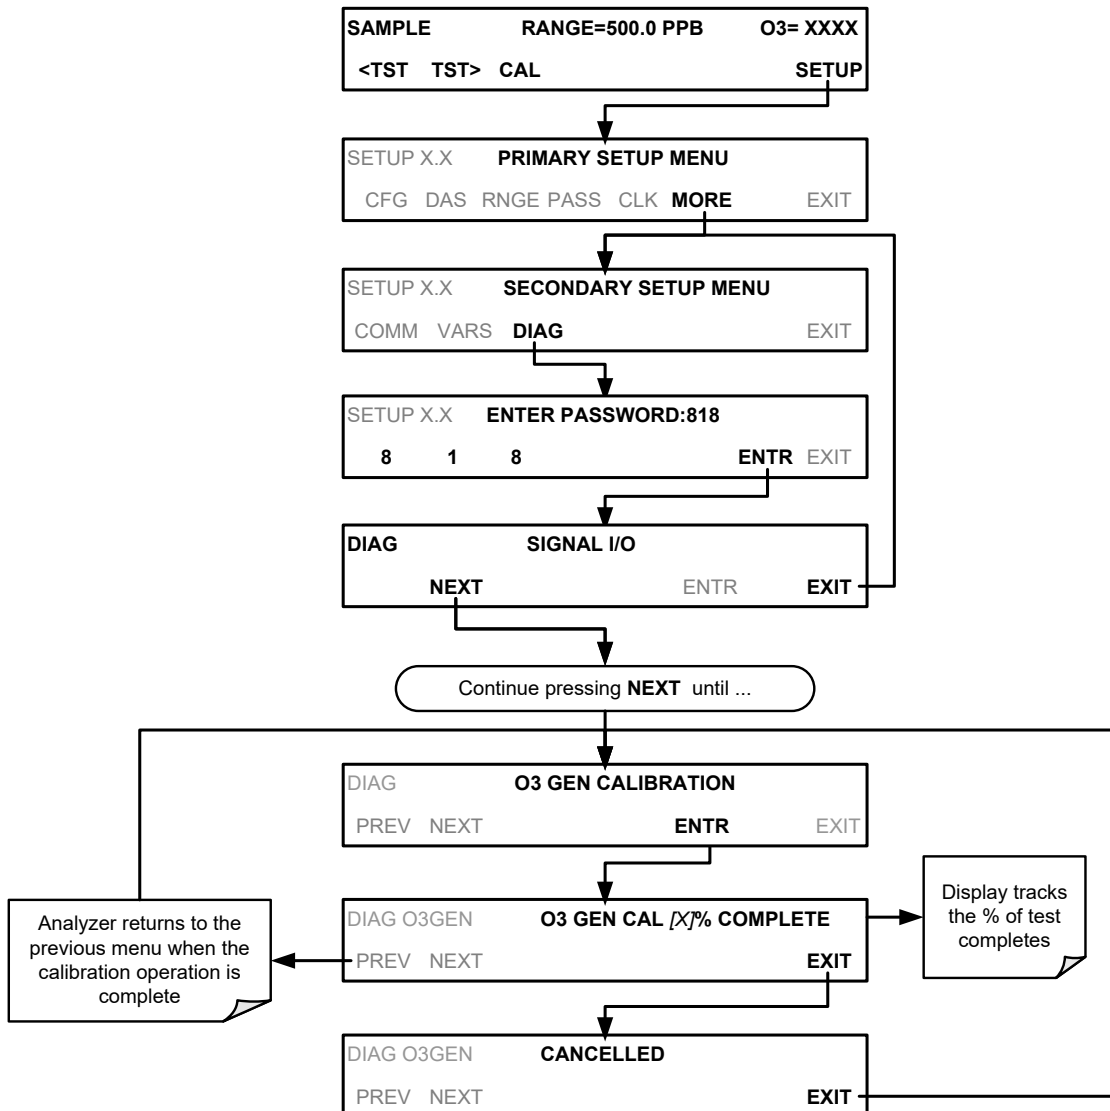 SAMPLE RANGE=500.0 PPB O3= XXXX
<TST TST> CAL SETUP
SETUP X.X PRIMARY SETUP MENU
CFG DAS RNGE PASS CLK MORE EXIT
SETUP X.X SECONDARY SETUP MENU
COMM VARS DIAG EXIT
SETUP X.X ENTER PASSWORD:818
8 1 8 ENTR EXIT
DIAG SIGNAL I/O
NEXT ENTR EXIT
Continue pressing NEXT until ...
DIAG O3 GEN CALIBRATION
PREV NEXT ENTR EXIT
DIAG O3GEN O3 GEN CAL [X]% COMPLETE
PREV NEXT EXIT
Display tracks
the % of test
completes
Analyzer returns to the
previous menu when the
calibration operation is
complete
DIAG O3GEN CANCELLED
PREV NEXT EXIT